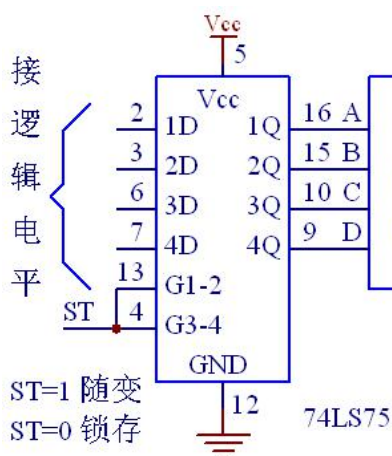 Vcc
5
接逻辑电平
Vcc
2 1D 1Q 16 A
3 2D 2Q 15 B
6 3D 3Q 10 C
7 4D 4Q 9 D
13 G1-2
ST 4 G3-4
GND
ST=1 随变
ST=0 锁存
12
74LS75